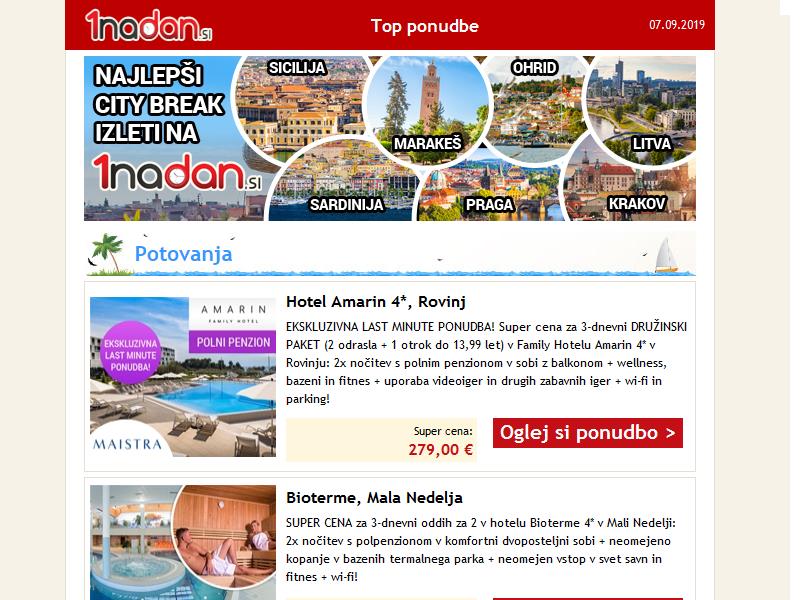 1nadan.si
Top ponudbe
07.09.2019
NAJLEPŠI
CITY BREAK
IZLETI NA
1nadan.si
SICILIJA
MARAKEŠ
OHRID
LITVA
SARDINIJA
PRAGA
KRAKOV
Potovanja
AMARIN
FAMILY HOTEL
POLNI PENZION
EKSKLUZIVNA
LAST MINUTE
PONUDBA!
MAISTRA
Hotel Amarin 4*, Rovinj
EKSKLUZIVNA LAST MINUTE PONUDBA! Super cena za 3-dnevni DRUŽINSKI
PAKET (2 odrasla + 1 otrok do 13,99 let) v Family Hotelu Amarin 4* v
Rovinju: 2x nočitev s polnim penzionom v sobi z balkonom + wellness,
bazeni in fitnes + uporaba videoiger in drugih zabavnih iger + wi-fi in
parking!
Super cena:
279,00 €
Oglej si ponudbo >
Bioterme, Mala Nedelja
SUPER CENA za 3-dnevni oddih za 2 v hotelu Bioterme 4* v Mali Nedelji:
2x nočitev s polpenzionom v komfortni dvoposteljni sobi + neomejeno
kopanje v bazenih termalnega parka + neomejen vstop v svet savn in
fitnes + wi-fi!